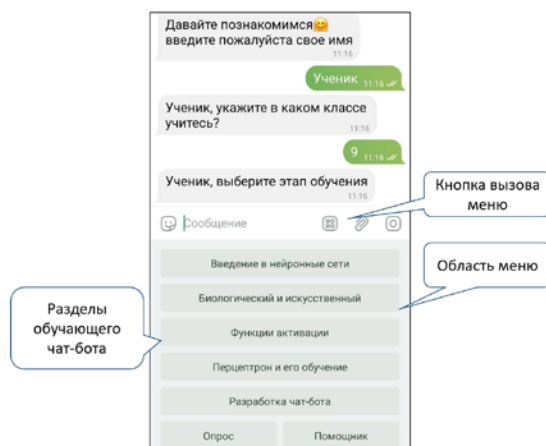 Давайте познакомимся🤗
введите пожалуйста свое имя
11:16
Ученик 11:16
Ученик, укажите в каком классе
учитесь?
11:16
9 11:16
Ученик, выберите этап обучения
11:16
Кнопка вызова
меню
Сообщение
Введение в нейронные сети
Область меню
Биологический и искусственный
Разделы
обучающего
чат-бота
Функции активации
Перцептрон и его обучение
Разработка чат-бота
Опрос
Помощник